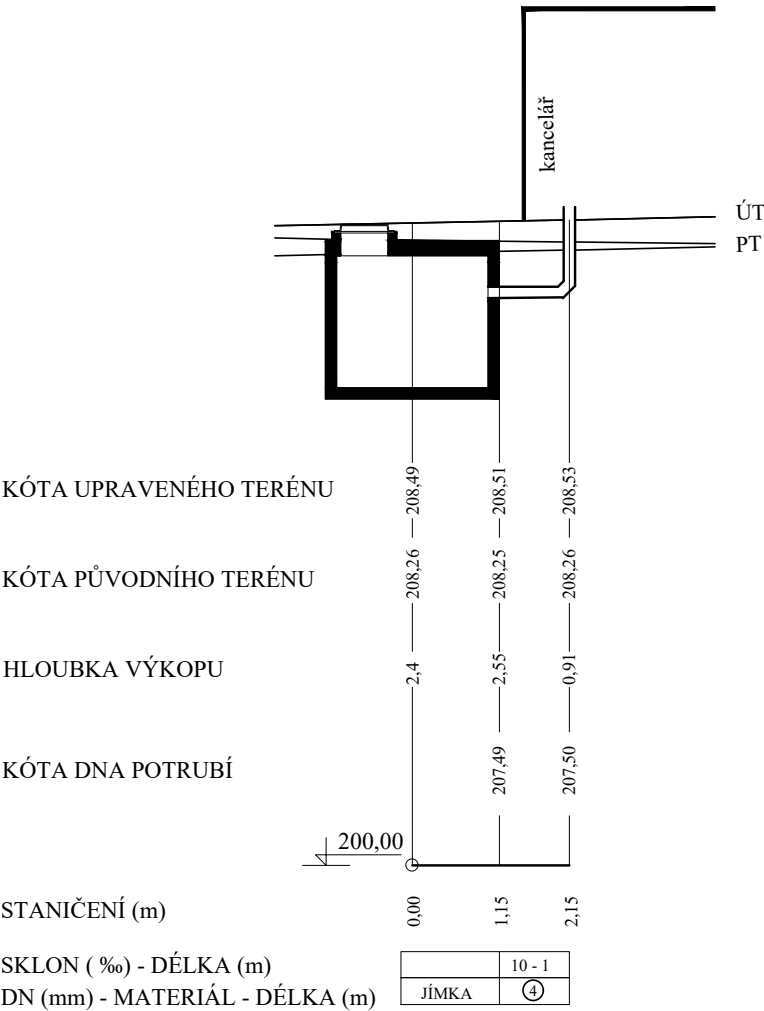 kancelář
ÚT
PT
KÓTA UPRAVENÉHO TERÉNU 208,49 208,51 208,53
KÓTA PŮVODNÍHO TERÉNU 208,26 208,25 208,26
HLOUBKA VÝKOPU 2,4 2,55 0,91
KÓTA DNA POTRUBÍ 207,49 207,50
200,00
STANIČENÍ (m) 0,00 1,15 2,15
SKLON ( ‰) - DÉLKA (m) 10 - 1
DN (mm) - MATERIÁL - DÉLKA (m) JÍMKA 4